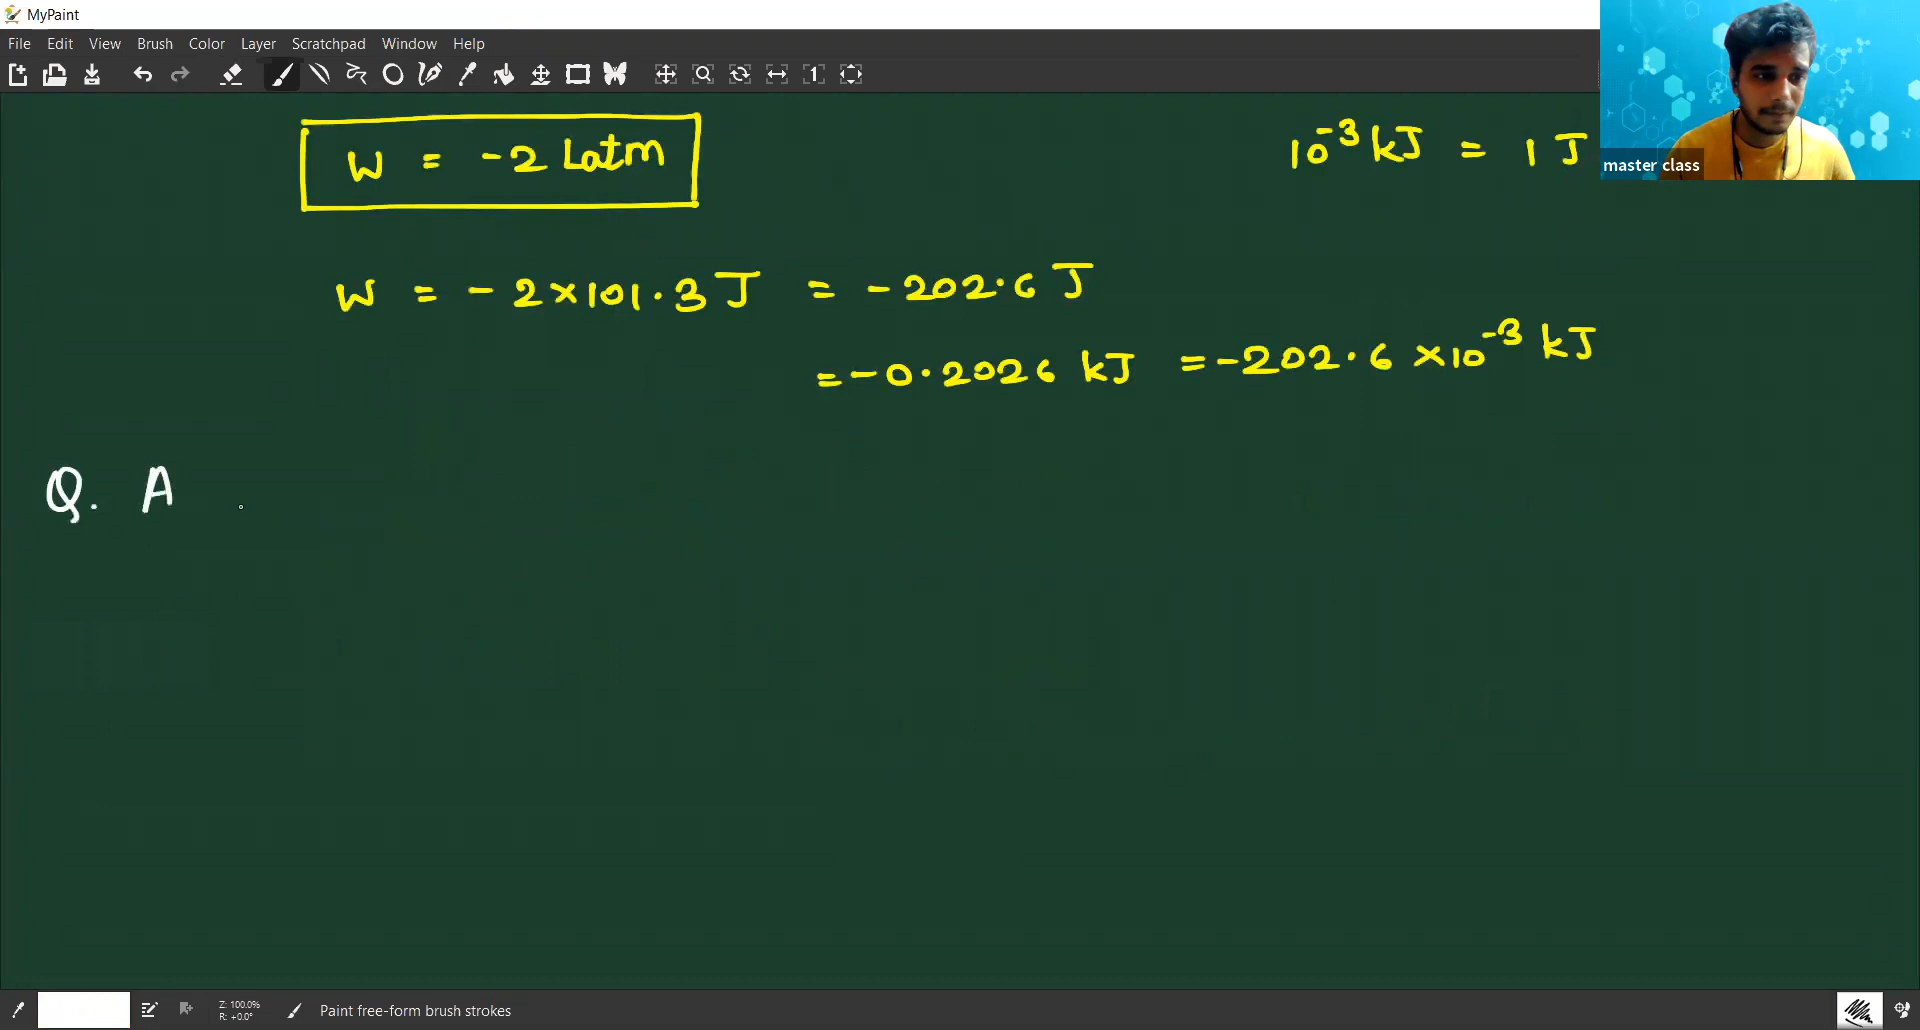 MyPaint
File Edit View Brush Color Layer Scratchpad Window Help
1
master class
W = -2 Latm
10⁻³ kJ = 1 J
W = -2×101.3 J = -202.6 J
= -0.2026 kJ = -202.6 ×10⁻³ kJ
Q. A
Z: 100.0%
R: +0.0°
Paint free-form brush strokes